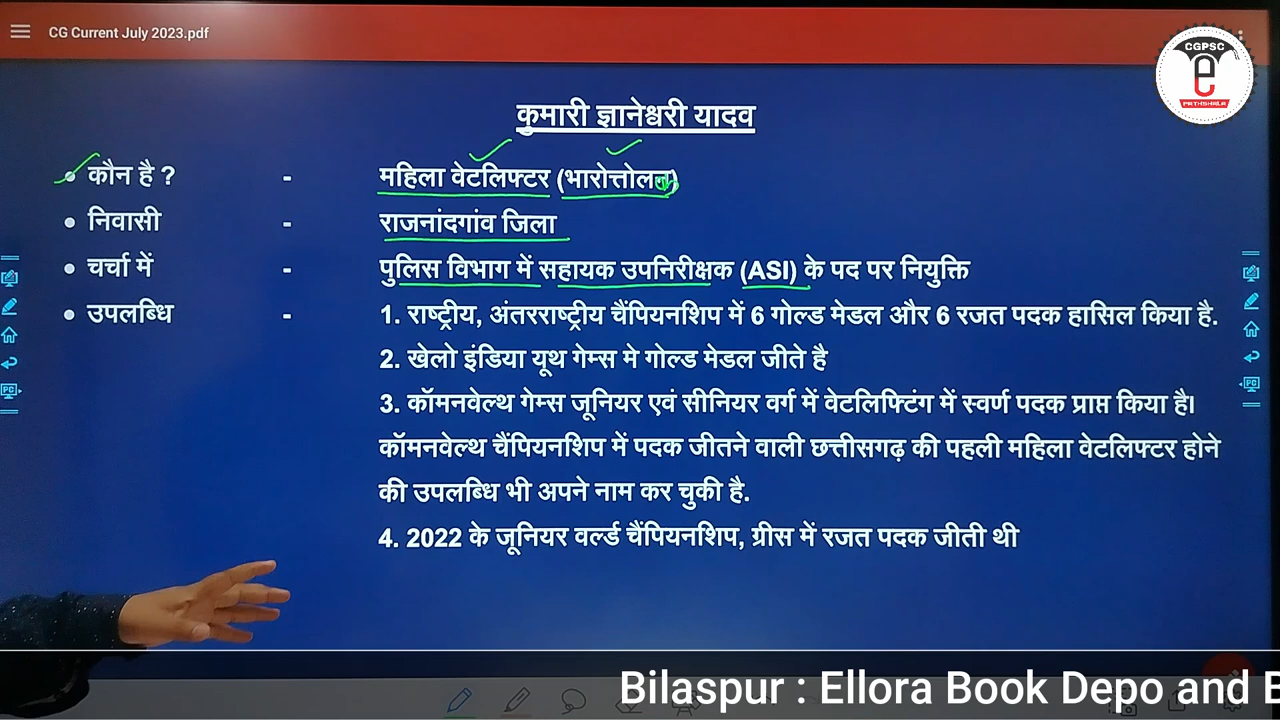 CG Current July 2023.pdf
CGPSC
e
PATHSHALA
कुमारी ज्ञानेश्वरी यादव
• कौन है ? - महिला वेटलिफ्टर (भारोत्तोलन)
• निवासी - राजनांदगांव जिला
• चर्चा में - पुलिस विभाग में सहायक उपनिरीक्षक (ASI) के पद पर नियुक्ति
• उपलब्धि - 1. राष्ट्रीय, अंतरराष्ट्रीय चैंपियनशिप में 6 गोल्ड मेडल और 6 रजत पदक हासिल किया है.
2. खेलो इंडिया यूथ गेम्स मे गोल्ड मेडल जीते है
3. कॉमनवेल्थ गेम्स जूनियर एवं सीनियर वर्ग में वेटलिफ्टिंग में स्वर्ण पदक प्राप्त किया है।
कॉमनवेल्थ चैंपियनशिप में पदक जीतने वाली छत्तीसगढ़ की पहली महिला वेटलिफ्टर होने
की उपलब्धि भी अपने नाम कर चुकी है.
4. 2022 के जूनियर वर्ल्ड चैंपियनशिप, ग्रीस में रजत पदक जीती थी
PC
PC
Bilaspur : Ellora Book Depo and